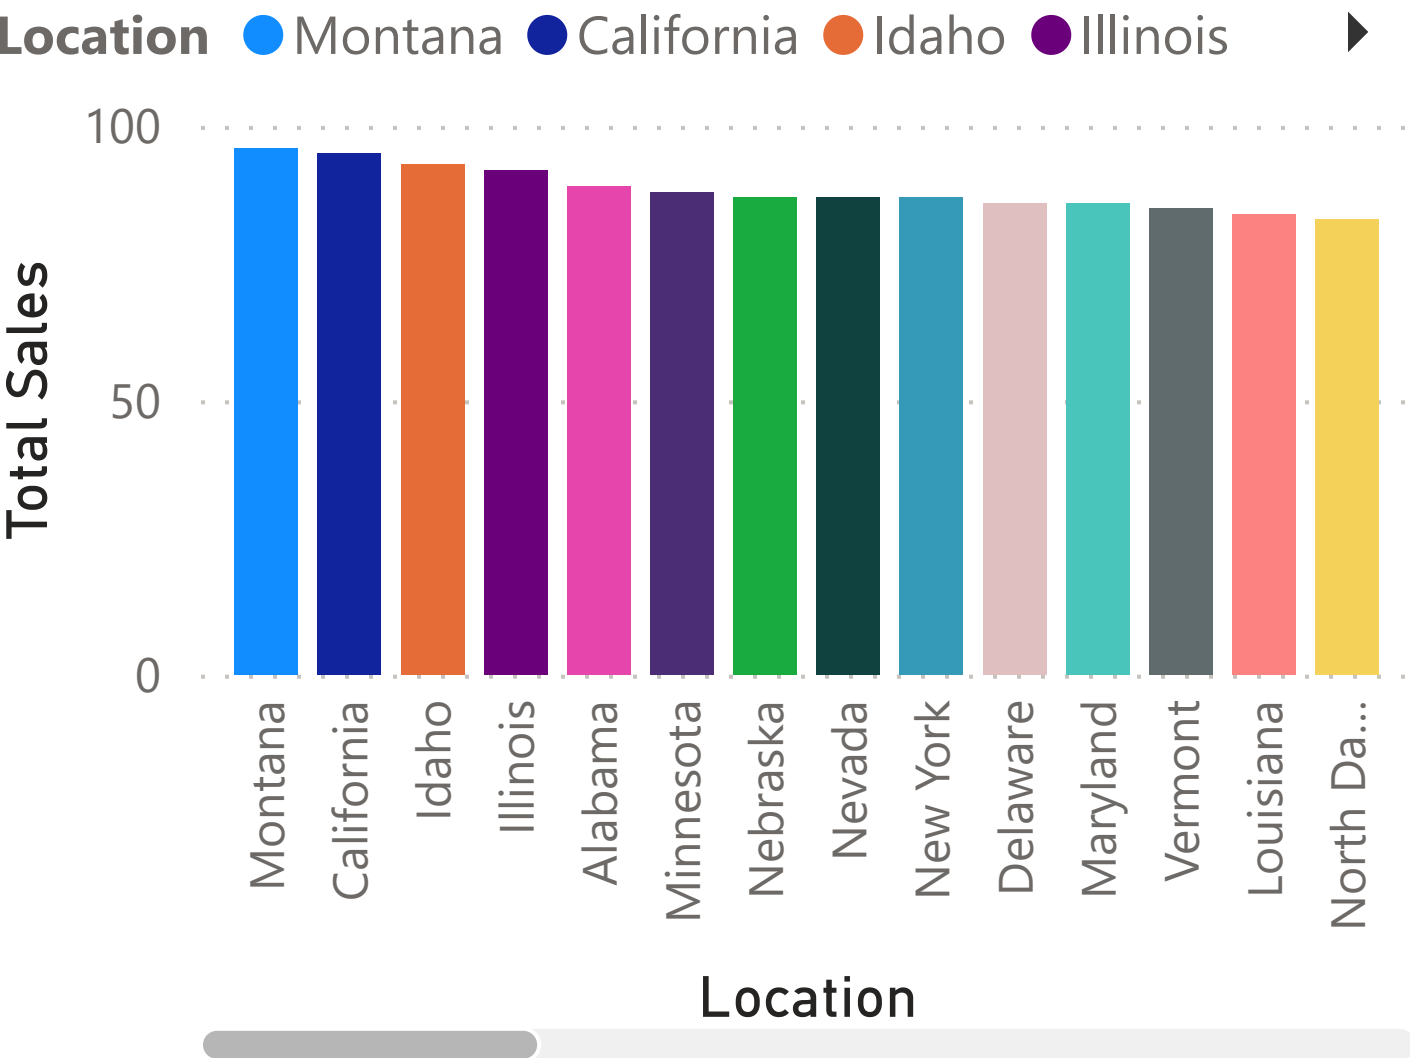 Location Montana California Idaho Illinois
100
50
0
Total Sales
Montana
California
Idaho
Illinois
Alabama
Minnesota
Nebraska
Nevada
New York
Delaware
Maryland
Vermont
Louisiana
North Da...
Location